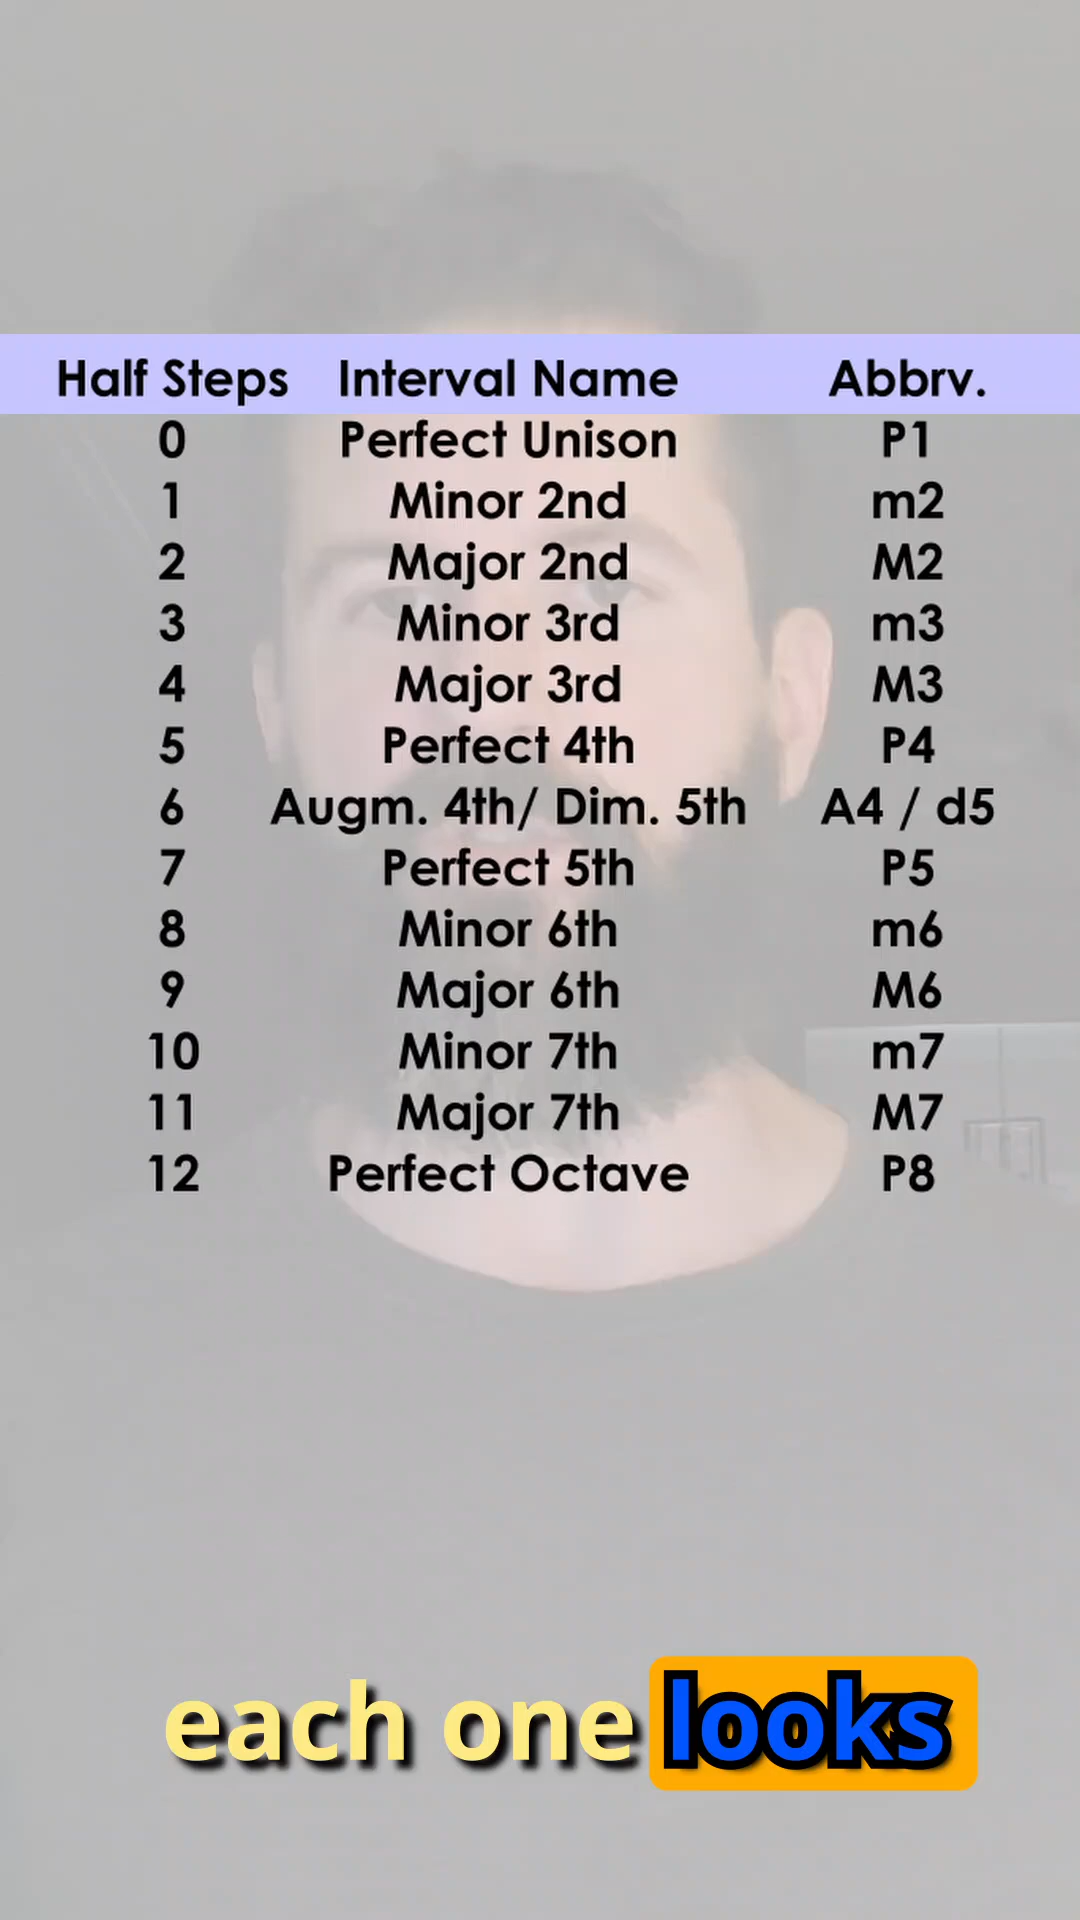 Half Steps Interval Name Abbrv.
0 Perfect Unison P1
1 Minor 2nd m2
2 Major 2nd M2
3 Minor 3rd m3
4 Major 3rd M3
5 Perfect 4th P4
6 Augm. 4th/ Dim. 5th A4 / d5
7 Perfect 5th P5
8 Minor 6th m6
9 Major 6th M6
10 Minor 7th m7
11 Major 7th M7
12 Perfect Octave P8
each one looks